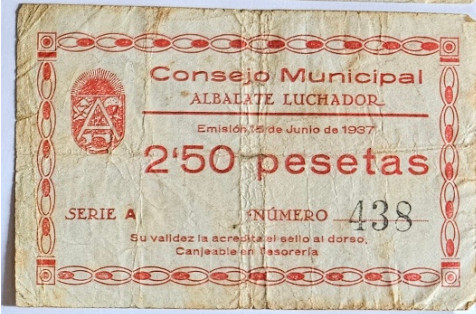 Consejo Municipal
ALBALATE LUCHADOR
Emisión 15 de Junio de 1937
2'50 pesetas
SERIE A NÚMERO 438
Su validez la acredita el sello al dorso.
Canjeable en Tesorería